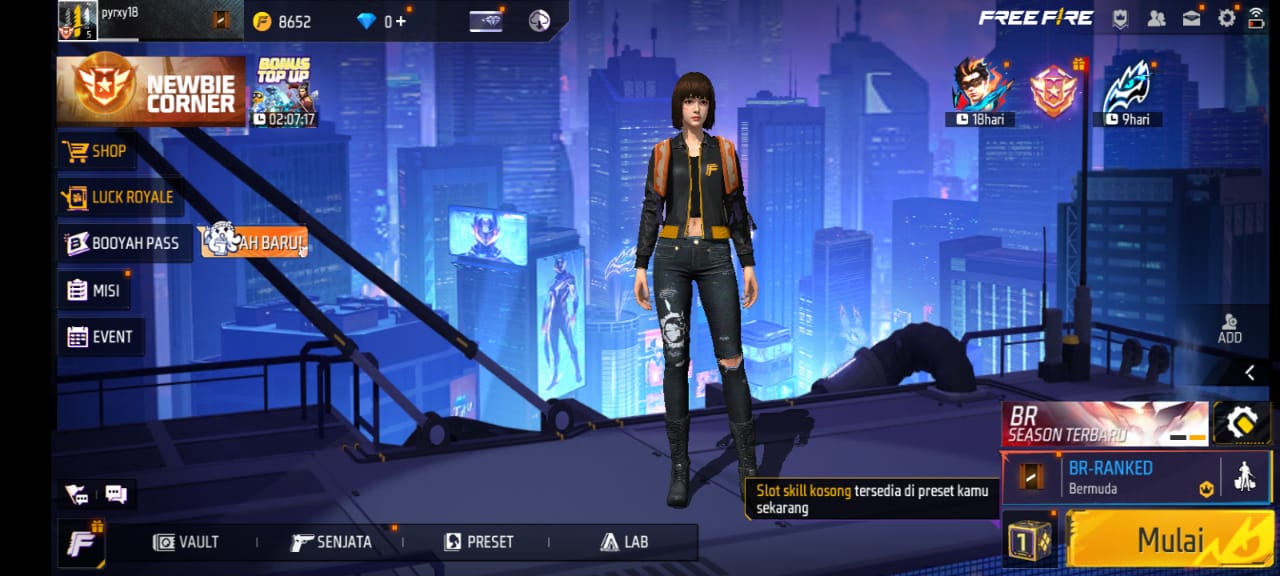 pyrxy18
5
8652
0 +
FREE FIRE
NEWBIE
CORNER
BONUS
TOP UP
02:07:17
18hari
9hari
SHOP
LUCK ROYALE
BOOYAH PASS
AH BARU!
MISI
EVENT
ADD
BR
SEASON TERBARU
BR-RANKED
Bermuda
Slot skill kosong tersedia di preset kamu
sekarang
VAULT
SENJATA
PRESET
LAB
1
Mulai